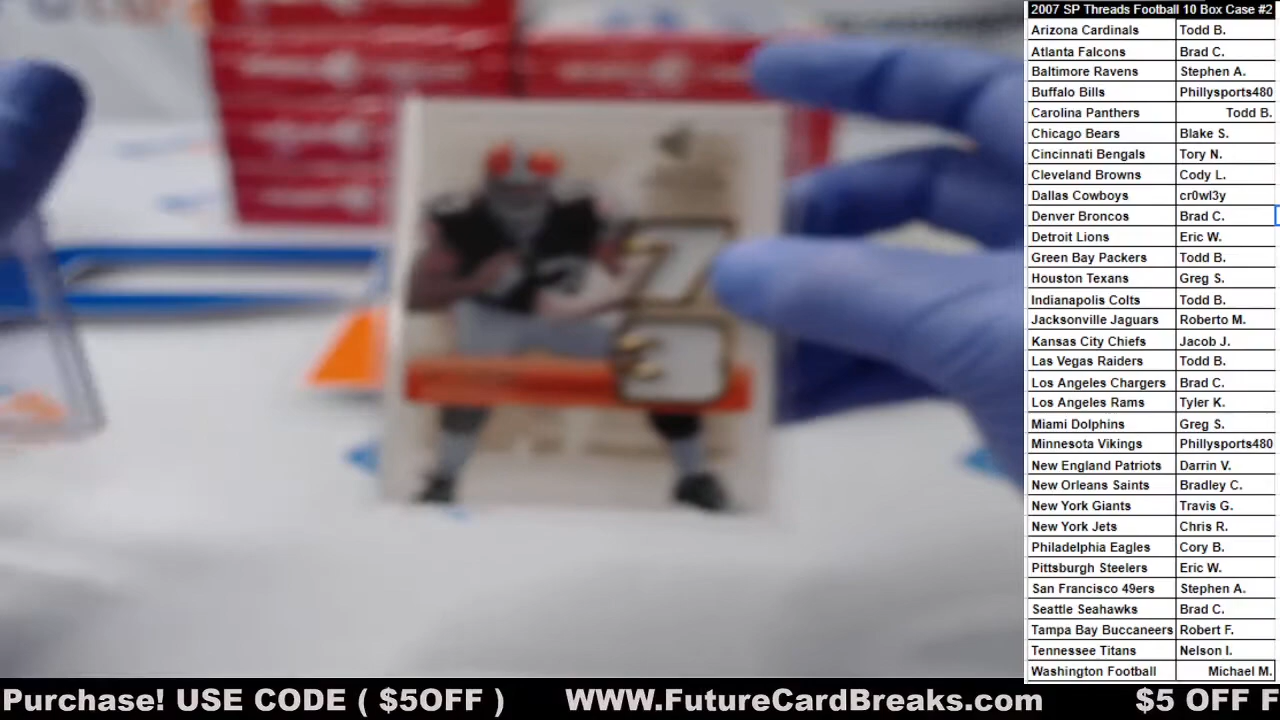 2007 SP Threads Football 10 Box Case #2
Arizona Cardinals Todd B.
Atlanta Falcons Brad C.
Baltimore Ravens Stephen A.
Buffalo Bills Phillysports480
Carolina Panthers Todd B.
Chicago Bears Blake S.
Cincinnati Bengals Tory N.
Cleveland Browns Cody L.
Dallas Cowboys cr0wl3y
Denver Broncos Brad C.
Detroit Lions Eric W.
Green Bay Packers Todd B.
Houston Texans Greg S.
Indianapolis Colts Todd B.
Jacksonville Jaguars Roberto M.
Kansas City Chiefs Jacob J.
Las Vegas Raiders Todd B.
Los Angeles Chargers Brad C.
Los Angeles Rams Tyler K.
Miami Dolphins Greg S.
Minnesota Vikings Phillysports480
New England Patriots Darrin V.
New Orleans Saints Bradley C.
New York Giants Travis G.
New York Jets Chris R.
Philadelphia Eagles Cory B.
Pittsburgh Steelers Eric W.
San Francisco 49ers Stephen A.
Seattle Seahawks Brad C.
Tampa Bay Buccaneers Robert F.
Tennessee Titans Nelson I.
Washington Football Michael M.
73
Purchase! USE CODE ( $5OFF ) WWW.FutureCardBreaks.com $5 OFF F